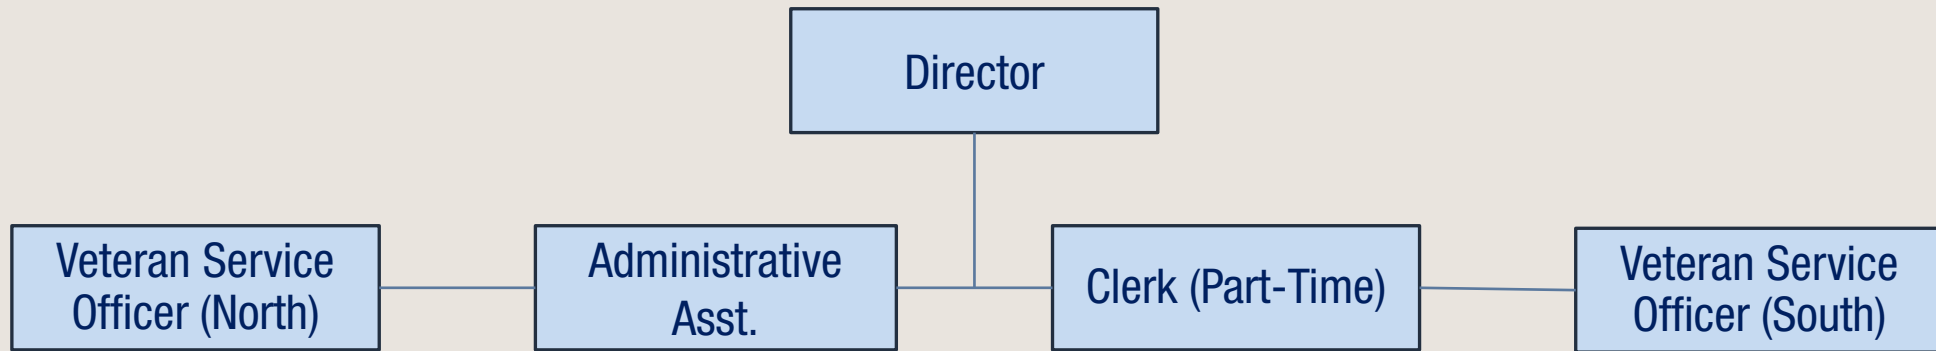 Director
Veteran Service
Officer (North)
Administrative
Asst.
Clerk (Part-Time)
Veteran Service
Officer (South)